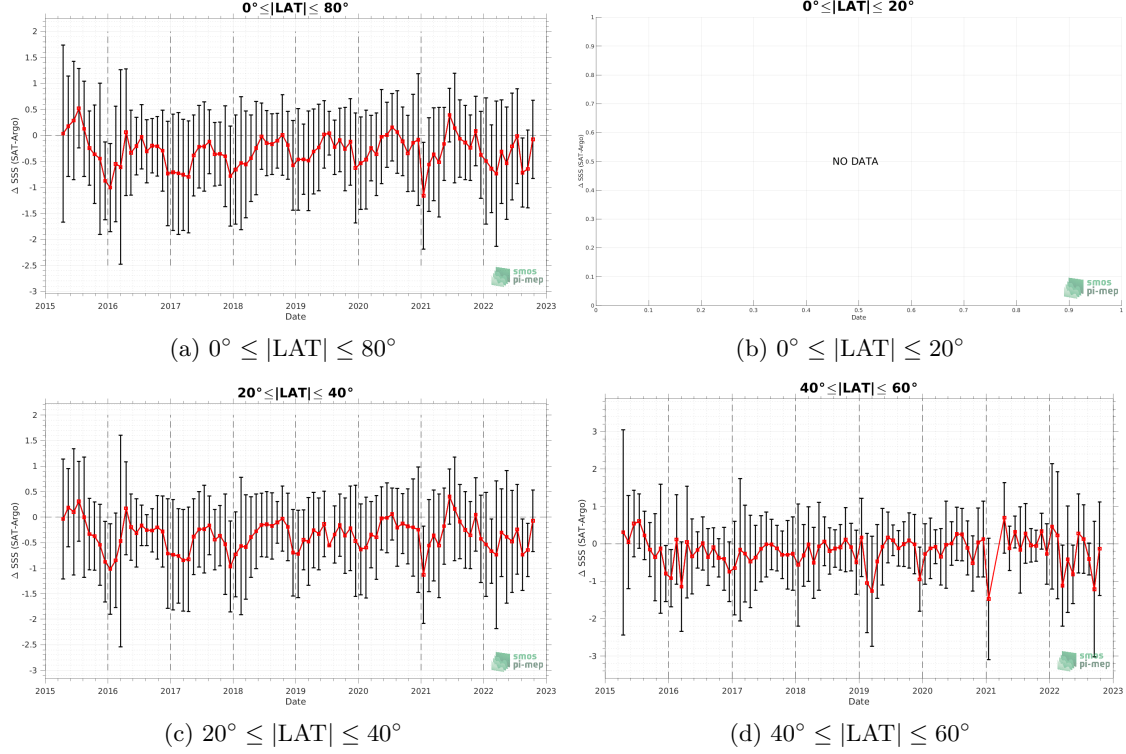 0°≤|LAT|≤ 80°
Δ SSS (SAT-Argo)
2
1.5
1
0.5
0
-0.5
-1
-1.5
-2
-2.5
-3
2015 2016 2017 2018 2019 2020 2021 2022 2023
Date
smos
pi-mep
(a) 0° ≤ |LAT| ≤ 80°
0°≤|LAT|≤ 20°
Δ SSS (SAT-Argo)
1
0.9
0.8
0.7
0.6
0.5
0.4
0.3
0.2
0.1
0
NO DATA
0 0.1 0.2 0.3 0.4 0.5 0.6 0.7 0.8 0.9 1
Date
smos
pi-mep
(b) 0° ≤ |LAT| ≤ 20°
20°≤|LAT|≤ 40°
Δ SSS (SAT-Argo)
2
1.5
1
0.5
0
-0.5
-1
-1.5
-2
-2.5
-3
2015 2016 2017 2018 2019 2020 2021 2022 2023
Date
smos
pi-mep
(c) 20° ≤ |LAT| ≤ 40°
40°≤|LAT|≤ 60°
Δ SSS (SAT-Argo)
3
2
1
0
-1
-2
-3
2015 2016 2017 2018 2019 2020 2021 2022 2023
Date
smos
pi-mep
(d) 40° ≤ |LAT| ≤ 60°